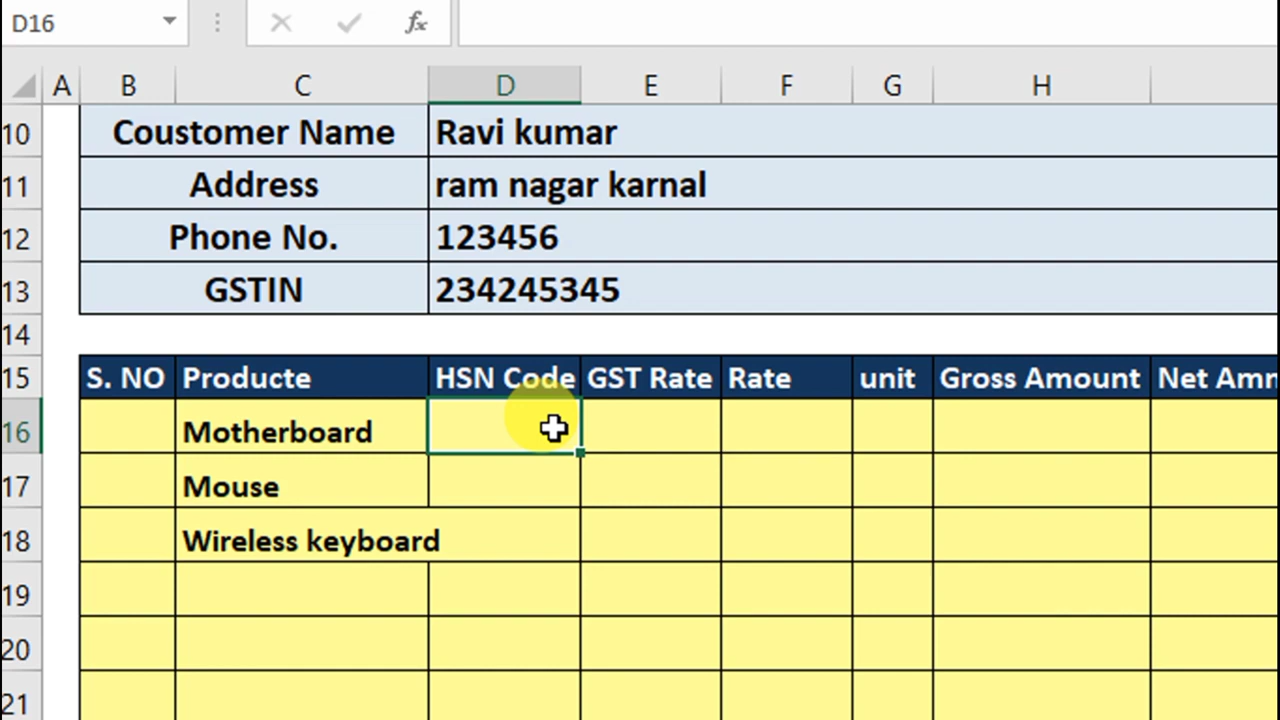 D16 fx
A B C D E F G H
10 Coustomer Name Ravi kumar
11 Address ram nagar karnal
12 Phone No. 123456
13 GSTIN 234245345
14
15 S. NO Producte HSN Code GST Rate Rate unit Gross Amount Net Amn
16 Motherboard
17 Mouse
18 Wireless keyboard
19
20
21